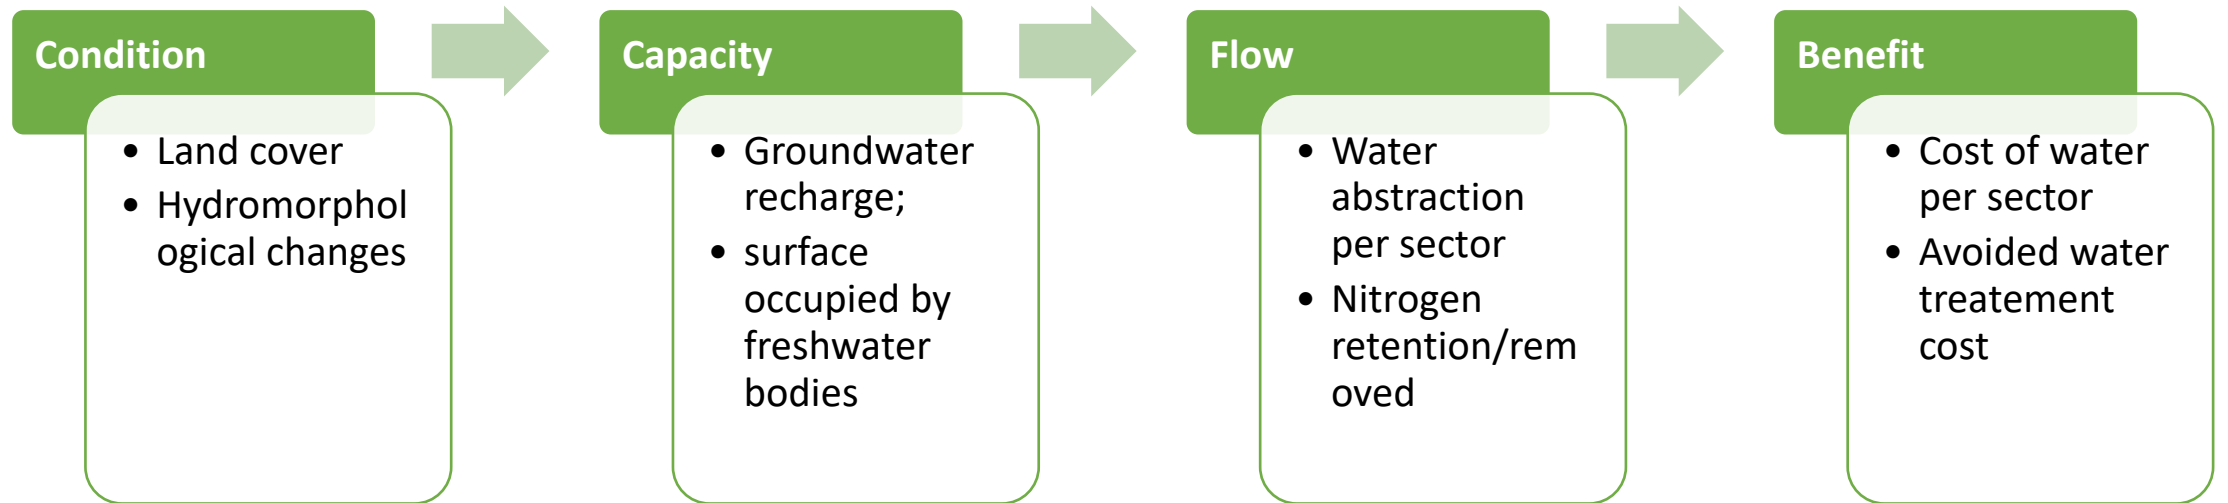 Condition
• Land cover
• Hydromorphol
ogical changes
Capacity
• Groundwater
recharge;
• surface
occupied by
freshwater
bodies
Flow
• Water
abstraction
per sector
• Nitrogen
retention/rem
oved
Benefit
• Cost of water
per sector
• Avoided water
treatement
cost